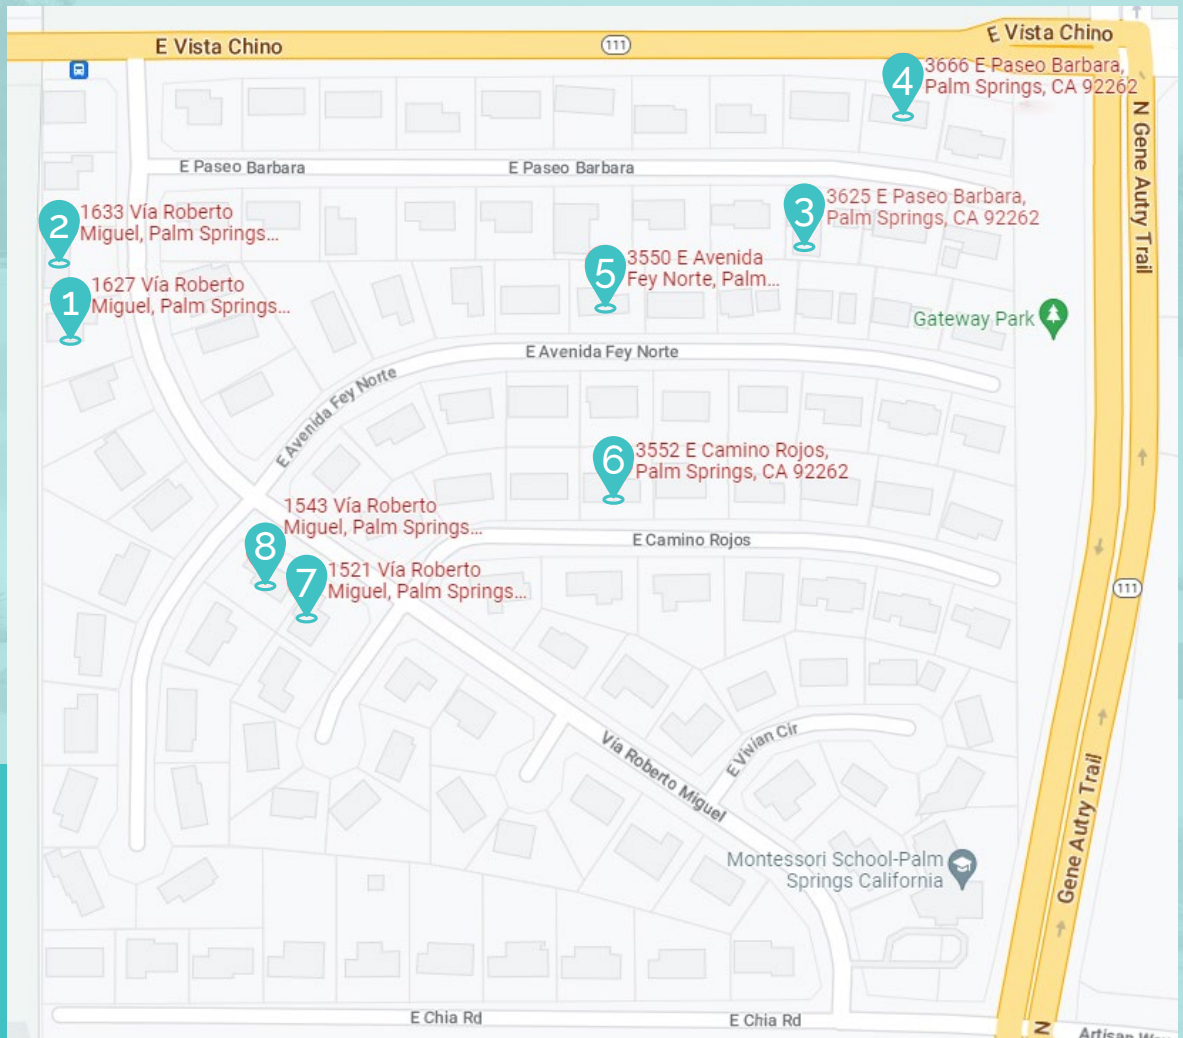 E Vista Chino
111
E Vista Chino
4
3666 E Paseo Barbara,
Palm Springs, CA 92262
N Gene Autry Trail
E Paseo Barbara
E Paseo Barbara
2
1633 Vía Roberto
Miguel, Palm Springs...
3
3625 E Paseo Barbara,
Palm Springs, CA 92262
1
1627 Vía Roberto
Miguel, Palm Springs...
5
3550 E Avenida
Fey Norte, Palm...
Gateway Park
E Avenida Fey Norte
E Avenida Fey Norte
6
3552 E Camino Rojos,
Palm Springs, CA 92262
8
1543 Vía Roberto
Miguel, Palm Springs...
E Camino Rojos
7
1521 Vía Roberto
Miguel, Palm Springs...
111
E Vivian Cir
Vía Roberto Miguel
Gene Autry Trail
Montessori School-Palm
Springs California
E Chia Rd
E Chia Rd
N
Artisan